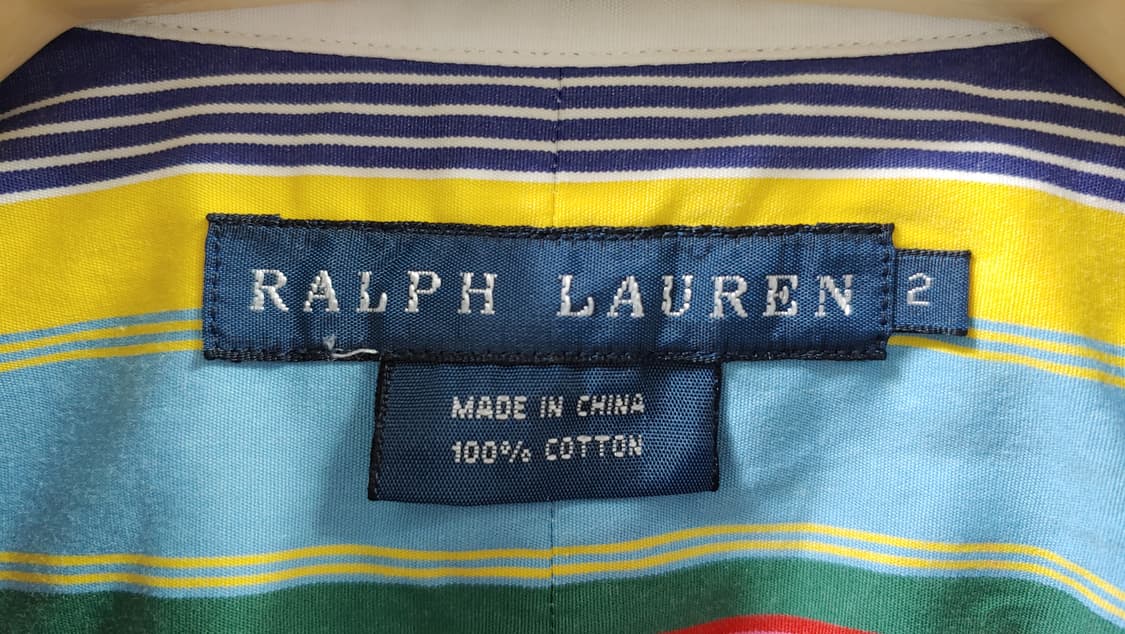 RALPH LAUREN
2
MADE IN CHINA
100% COTTON